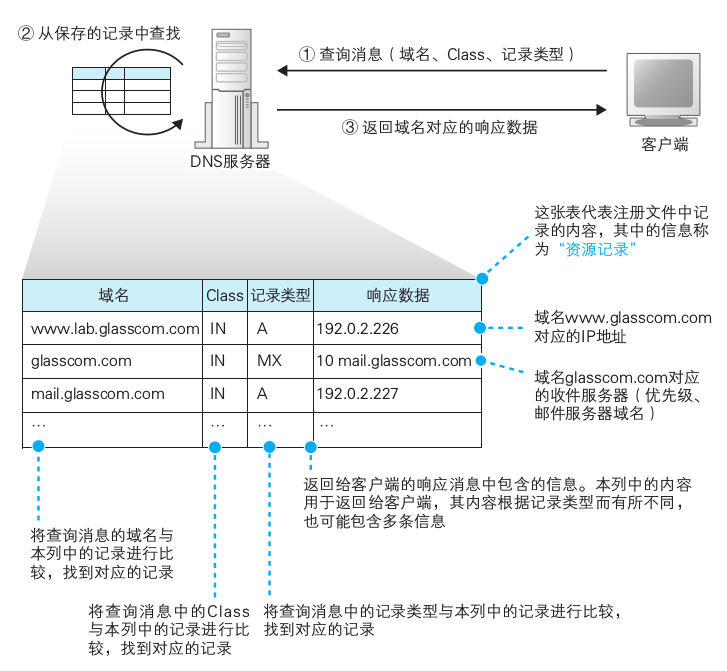 ② 从保存的记录中查找
① 查询消息（域名、Class、记录类型）
③ 返回域名对应的响应数据
DNS服务器
客户端
这张表代表注册文件中记
录的内容，其中的信息称
为“资源记录”
域名 Class 记录类型 响应数据
www.lab.glasscom.com IN A 192.0.2.226
glasscom.com IN MX 10 mail.glasscom.com
mail.glasscom.com IN A 192.0.2.227
… … … …
域名www.glasscom.com
对应的IP地址
域名glasscom.com对应
的收件服务器（优先级、
邮件服务器域名）
返回给客户端的响应消息中包含的信息。本列中的内容
用于返回给客户端，其内容根据记录类型而有所不同，
也可能包含多条信息
将查询消息的域名与
本列中的记录进行比
较，找到对应的记录
将查询消息中的Class
与本列中的记录进行比
较，找到对应的记录
将查询消息中的记录类型与本列中的记录进行比较，
找到对应的记录